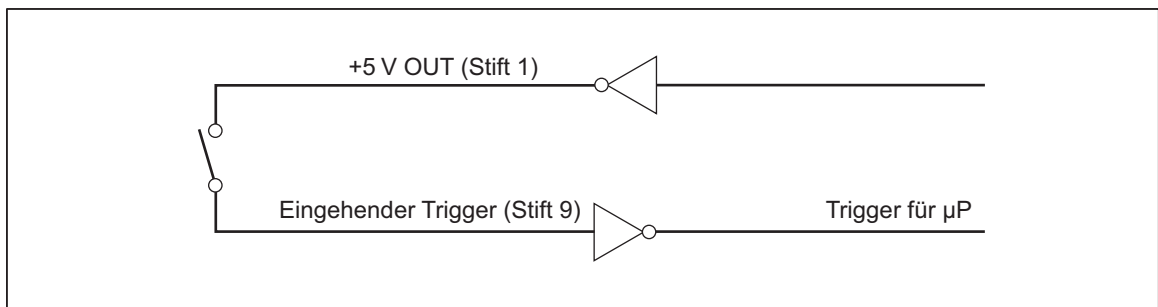 +5 V OUT (Stift 1)
Eingehender Trigger (Stift 9)
Trigger für µP